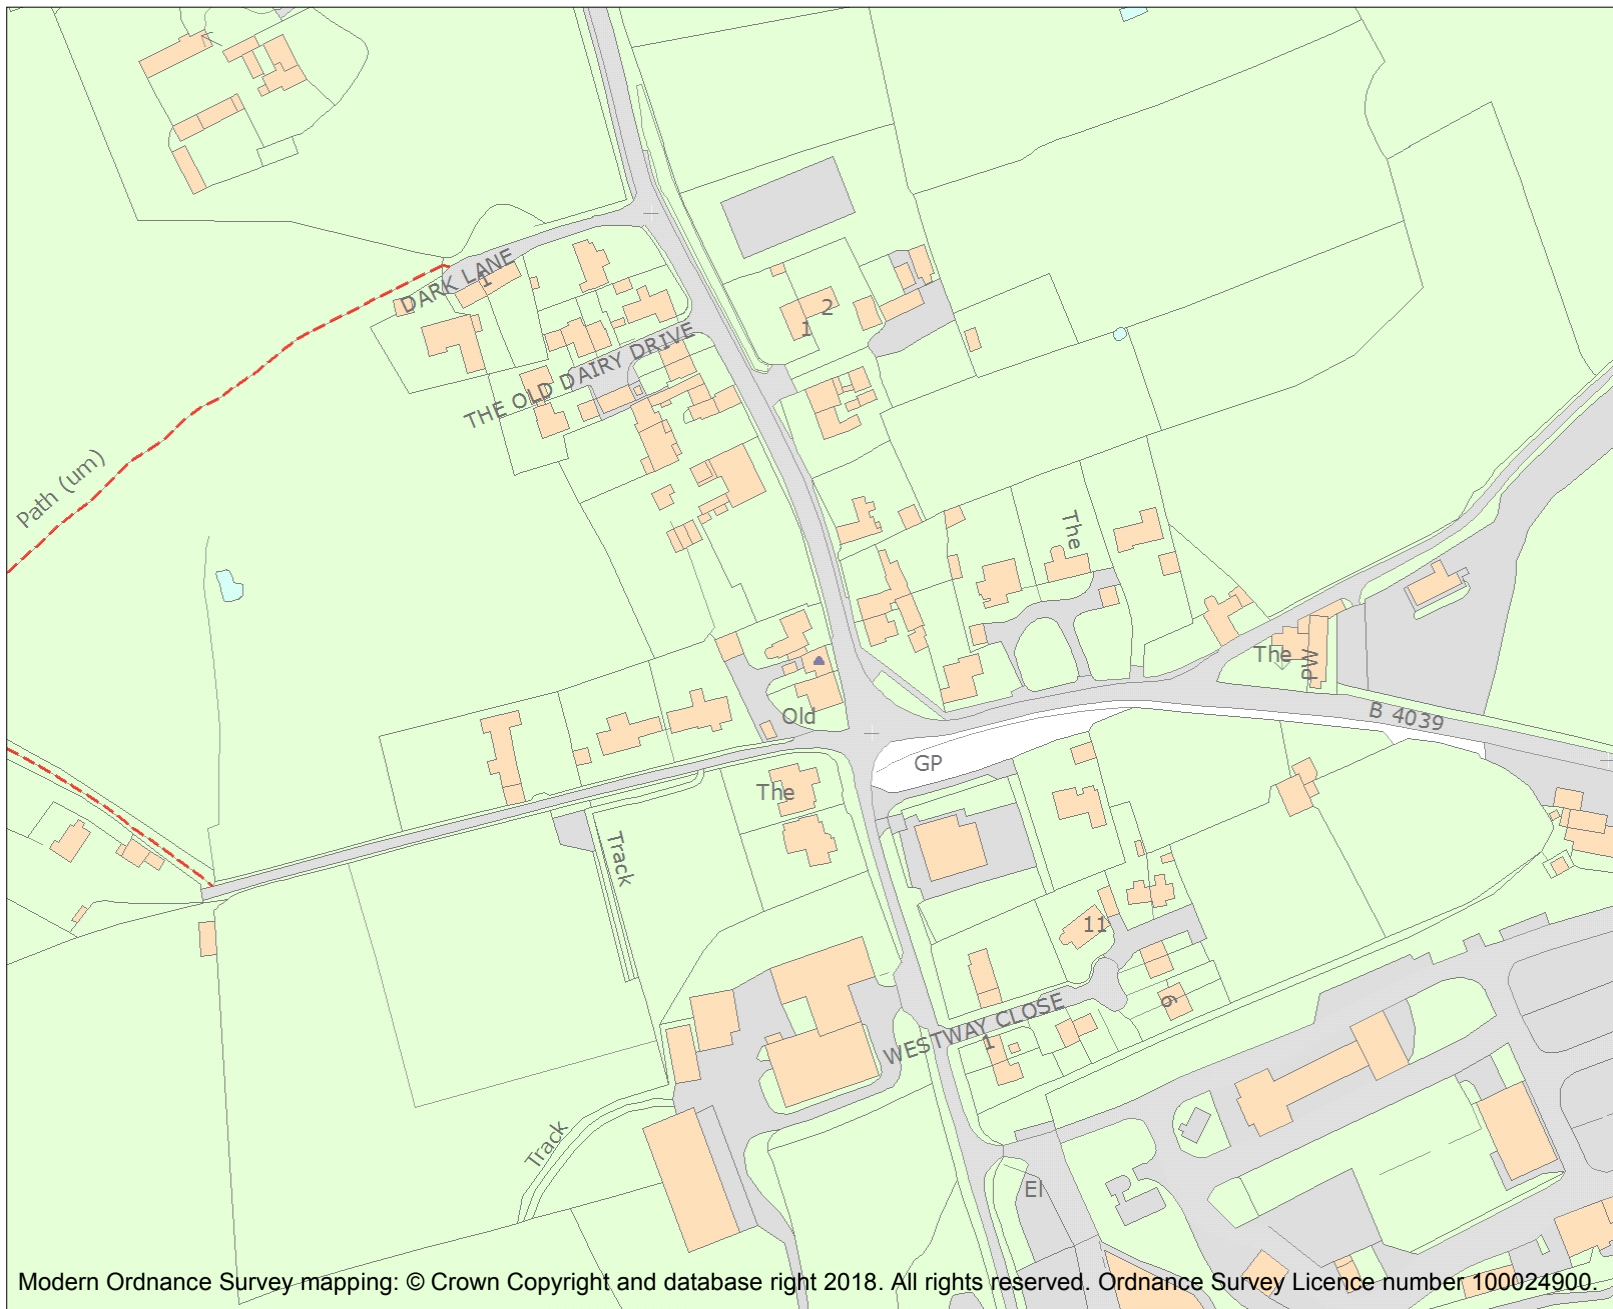 DARK LANE
1
2
1
THE OLD DAIRY DRIVE
Path (um)
The
The
PW
Old
B 4039
GP
The
Track
11
6
WESTWAY CLOSE
1
Track
El
Modern Ordnance Survey mapping: © Crown Copyright and database right 2018. All rights reserved. Ordnance Survey Licence number 100024900.